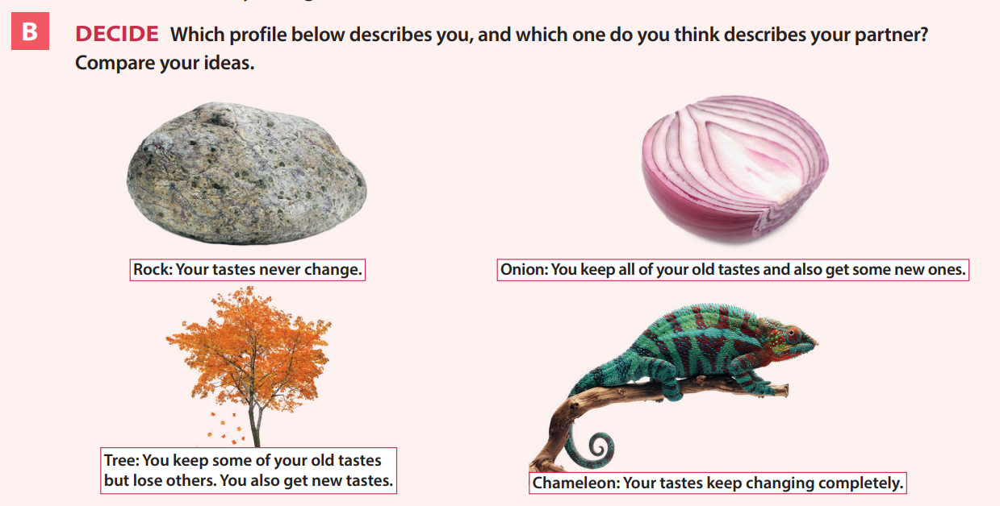 B
DECIDE Which profile below describes you, and which one do you think describes your partner?
Compare your ideas.
Rock: Your tastes never change.
Onion: You keep all of your old tastes and also get some new ones.
Tree: You keep some of your old tastes
but lose others. You also get new tastes.
Chameleon: Your tastes keep changing completely.